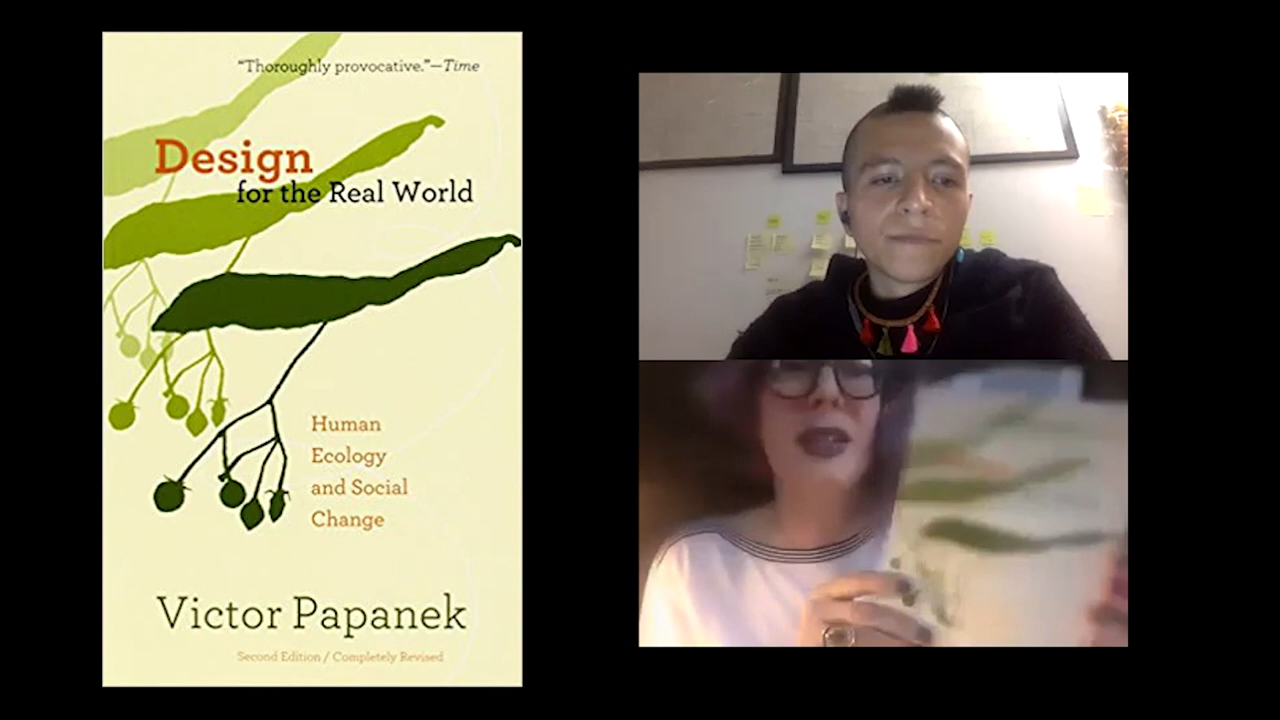 “Thoroughly provocative.”—Time
Design
for the Real World
Human
Ecology
and Social
Change
Victor Papanek
Second Edition / Completely Revised